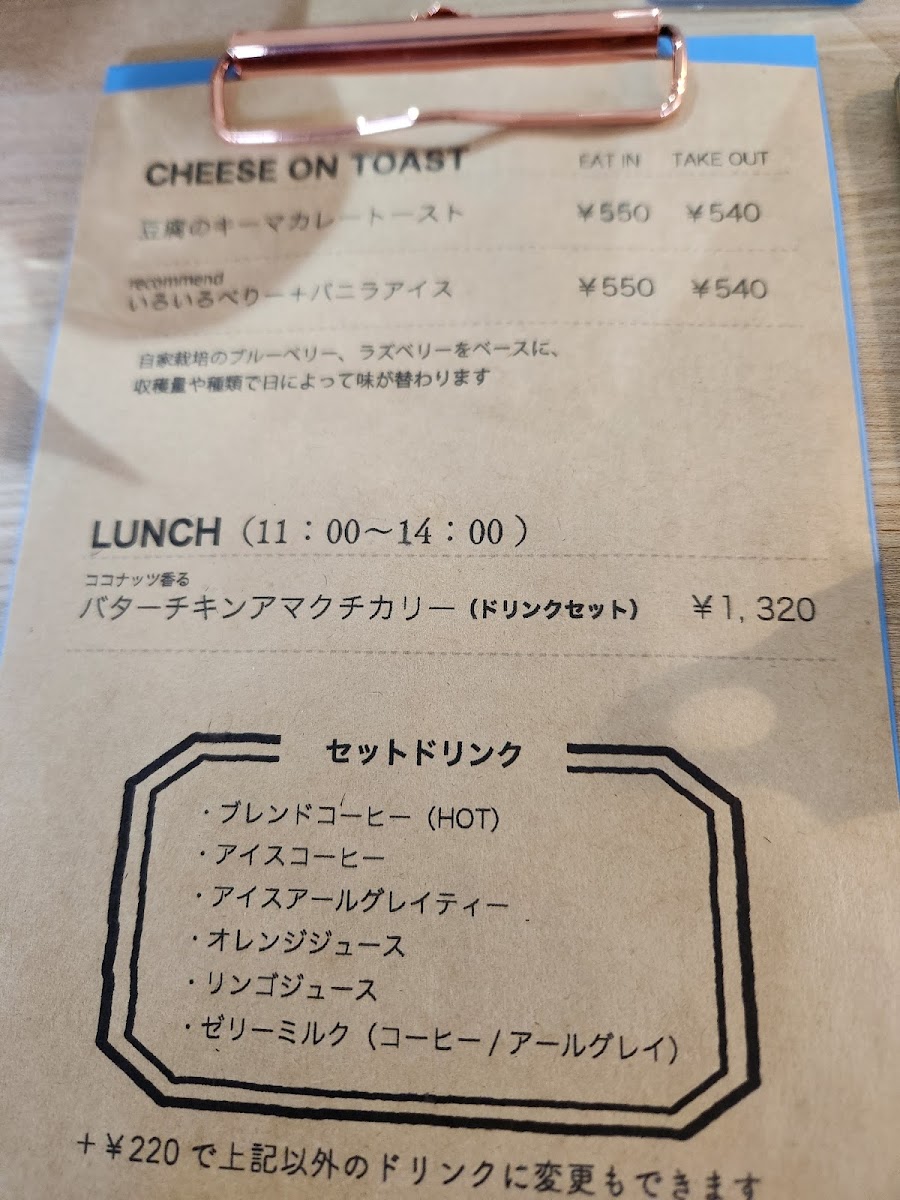 CHEESE ON TOAST EAT IN TAKE OUT
豆腐のキーマカレートースト ¥550 ¥540
recommend
いろいろべりー＋バニラアイス ¥550 ¥540
自家栽培のブルーベリー、ラズベリーをベースに、
収穫量や種類で日によって味が替わります
LUNCH（11：00～14：00）
ココナッツ香る
バターチキンアマクチカリー（ドリンクセット） ¥1,320
セットドリンク
・ブレンドコーヒー（HOT）
・アイスコーヒー
・アイスアールグレイティー
・オレンジジュース
・リンゴジュース
・ゼリーミルク（コーヒー / アールグレイ）
＋¥220 で上記以外のドリンクに変更もできます